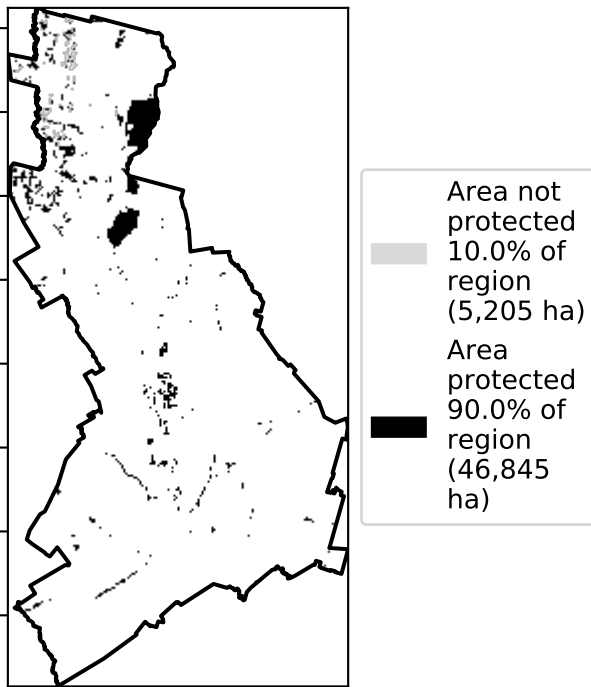 Area not
protected
10.0% of
region
(5,205 ha)
Area
protected
90.0% of
region
(46,845
ha)